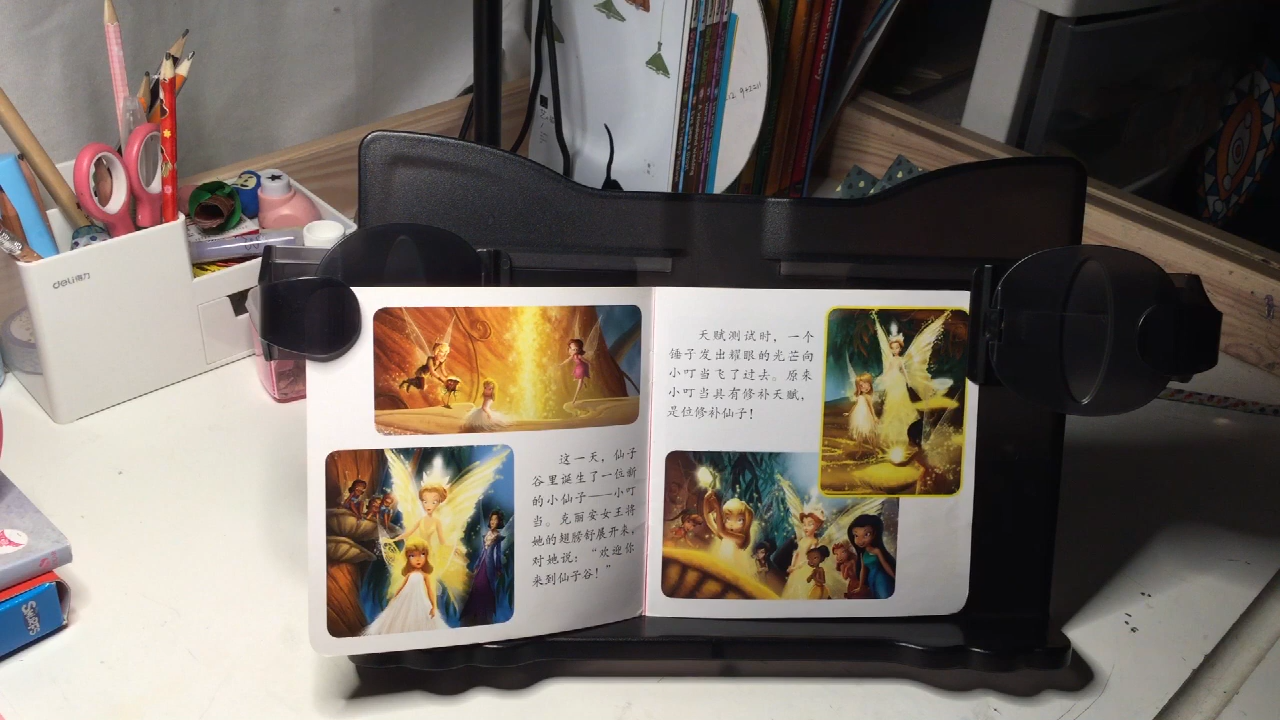 deli得力
这一天，仙子
谷里诞生了一位新
的小仙子——小叮
当。克丽安女王将
她的翅膀舒展开来，
对她说：“欢迎你
来到仙子谷！”
天赋测试时，一个
锤子发出耀眼的光芒向
小叮当飞了过去。原来
小叮当具有修补天赋，
是位修补仙子！